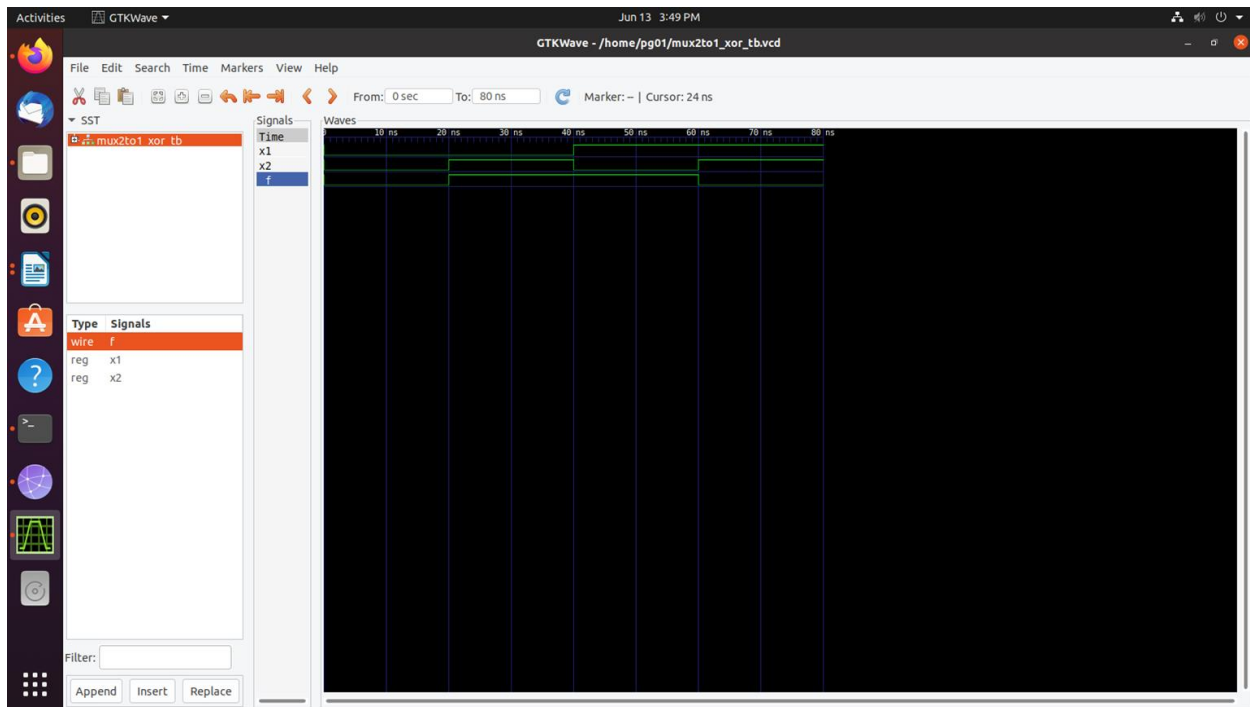 Activities GTKWave Jun 13 3:49 PM
GTKWave - /home/pg01/mux2to1_xor_tb.vcd
File Edit Search Time Markers View Help
From: 0 sec To: 80 ns Marker: -- | Cursor: 24 ns
SST
mux2to1_xor_tb
Type Signals
wire f
reg x1
reg x2
Filter:
Append Insert Replace
Signals
Time
x1
x2
f
Waves
0 10 ns 20 ns 30 ns 40 ns 50 ns 60 ns 70 ns 80 ns